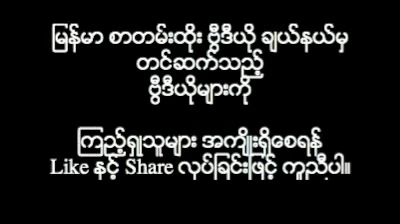 မြန်မာ စာတမ်းထိုး ဗွီဒီယို ချယ်နယ်မှ
တင်ဆက်သည့်
ဗွီဒီယိုများကို
ကြည့်ရှုသူများ အကျိုးရှိစေရန်
Like နှင့် Share လုပ်ခြင်းဖြင့် ကူညီပါ။